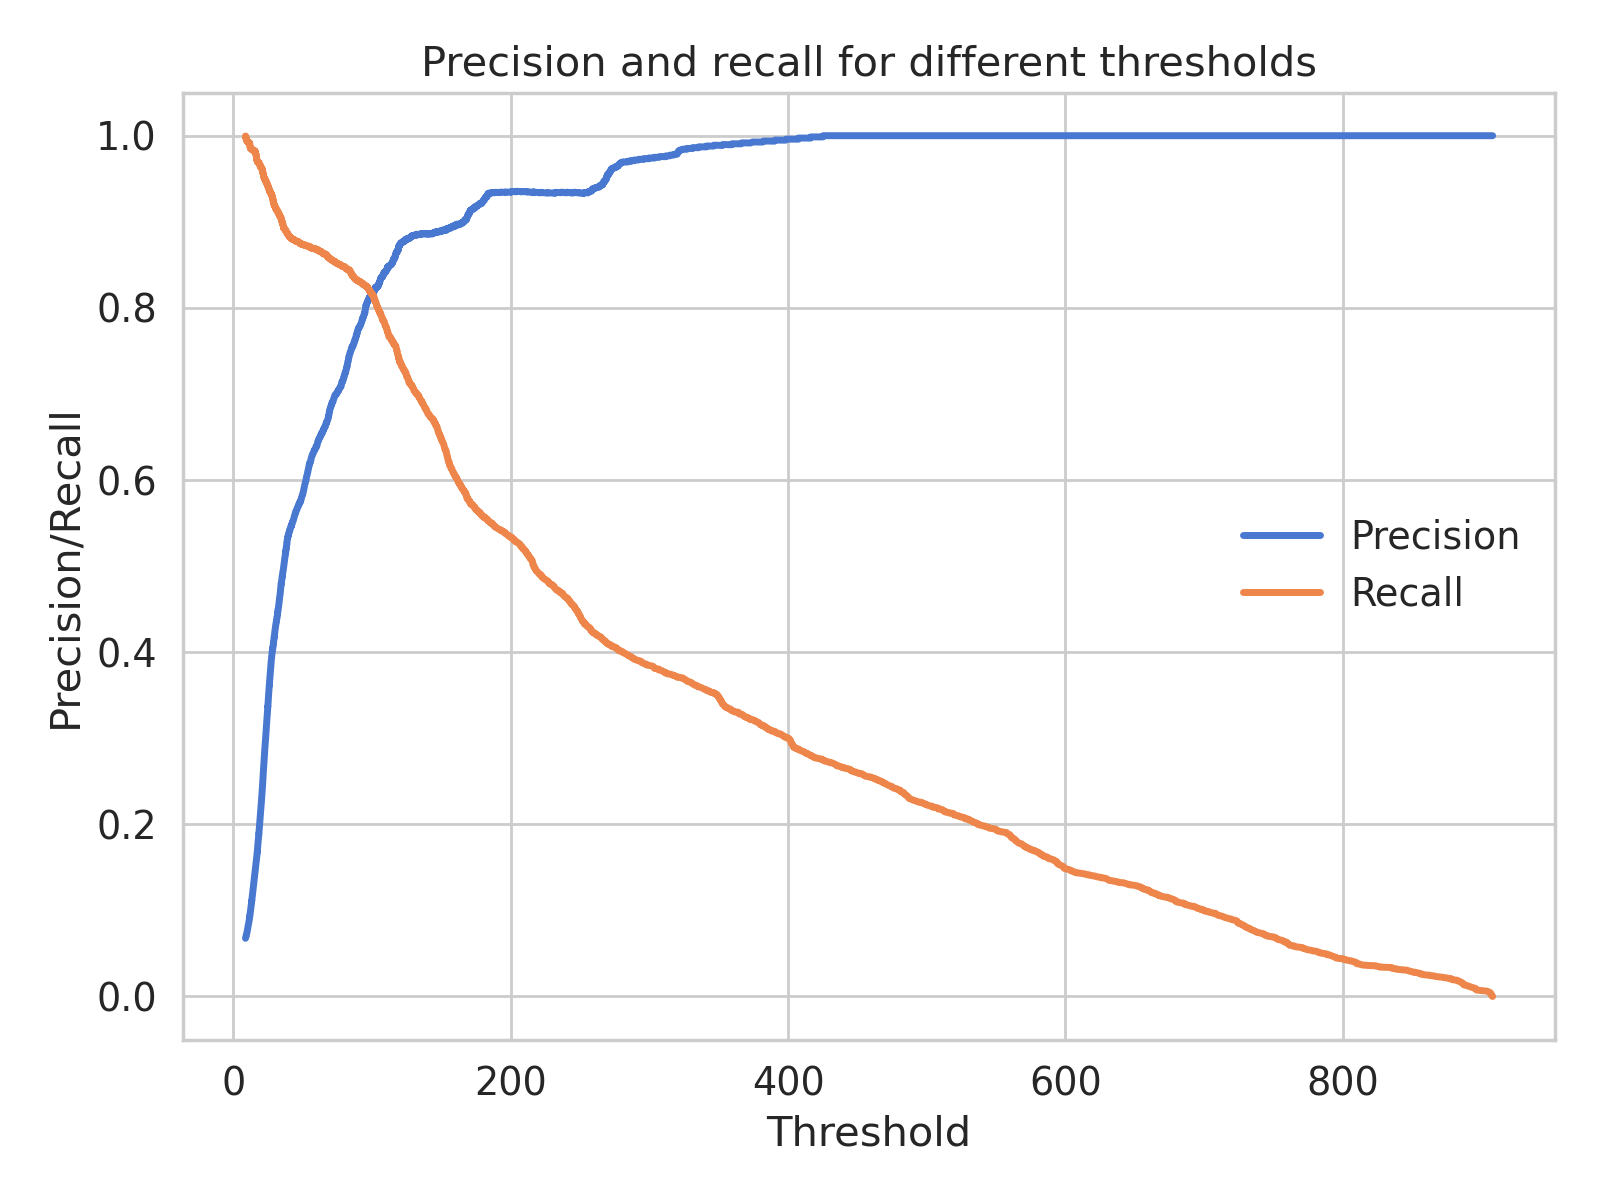 Precision and recall for different thresholds
1.0
0.8
0.6
0.4
0.2
0.0
Precision/Recall
Precision
Recall
0 200 400 600 800
Threshold